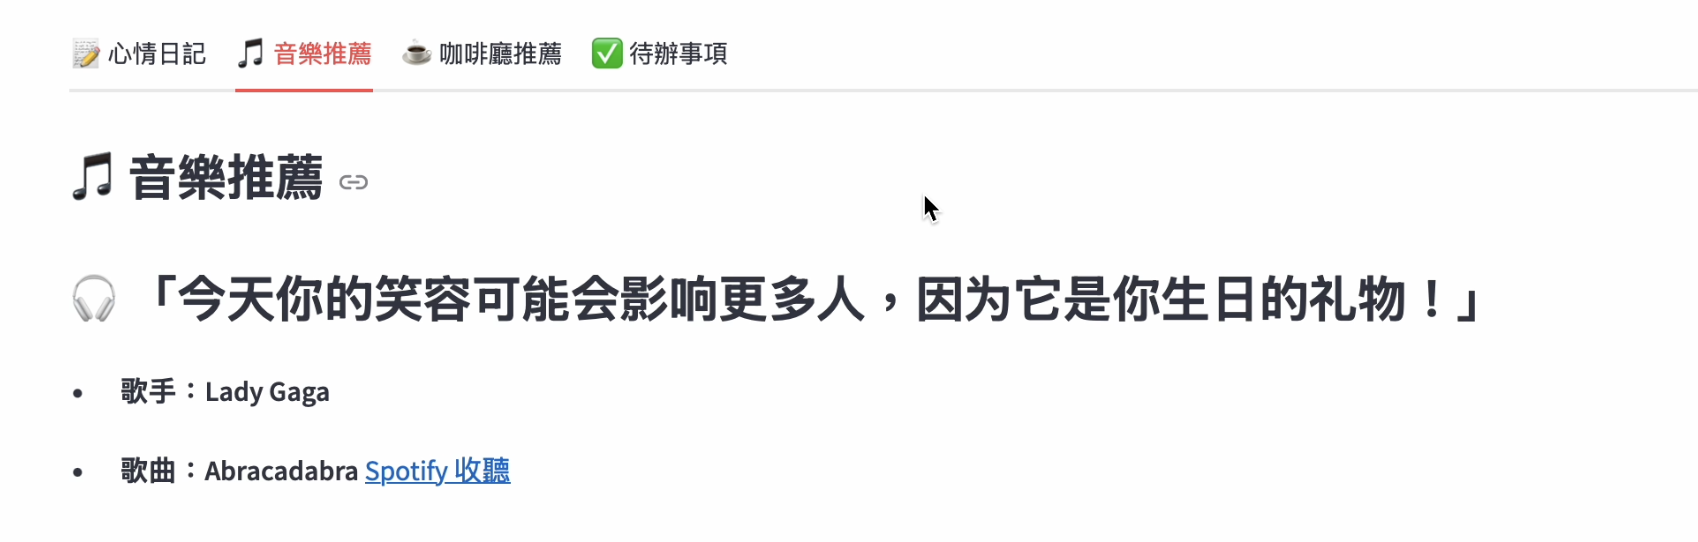 📝 心情日記 🎵 音樂推薦 ☕ 咖啡廳推薦 ✅ 待辦事項
🎵 音樂推薦
🎧 「今天你的笑容可能会影响更多人，因为它是你生日的礼物！」
• 歌手：Lady Gaga
• 歌曲：Abracadabra Spotify 收聽